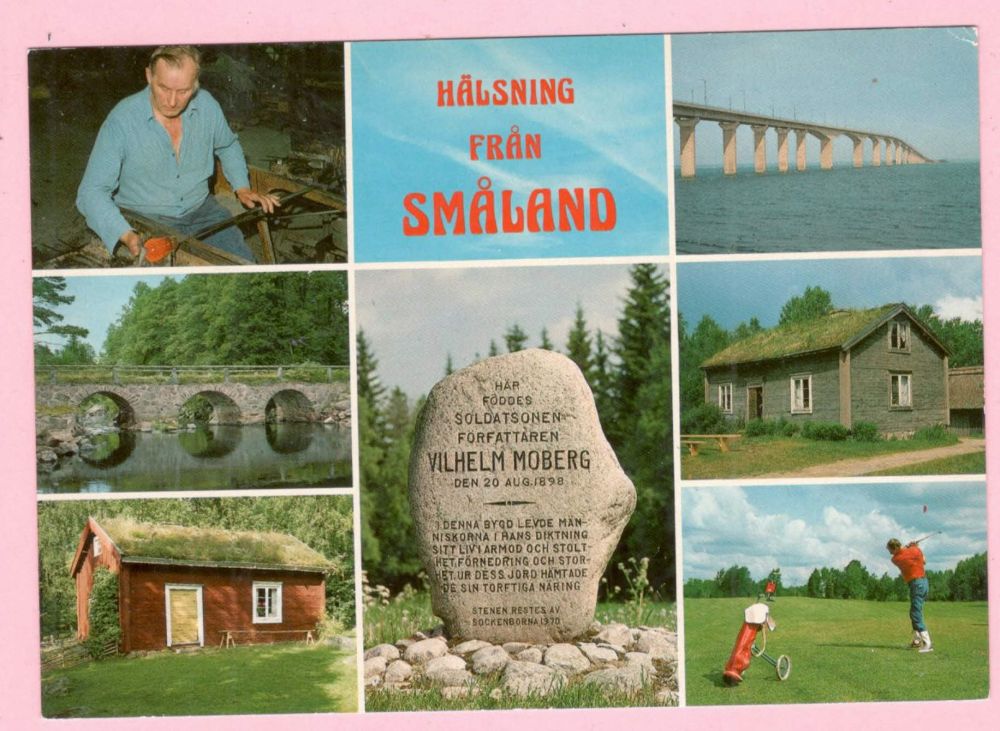 HÄLSNING
FRÅN
SMÅLAND
HÄR
FÖDDES
SOLDATSONEN-
FÖRFATTAREN
VILHELM MOBERG
DEN 20 AUG. 1898
I DENNA BYGD LEVDE MÄN-
NISKORNA I HANS DIKTNING
SITT LIV I ARMOD OCH STOLT
HET, FÖRNEDRING OCH STOR-
HET. UR DESS JORD HÄMTADE
DE SIN TORFTIGA NÄRING
STENEN RESTES AV
SOCKENBORNA 1970